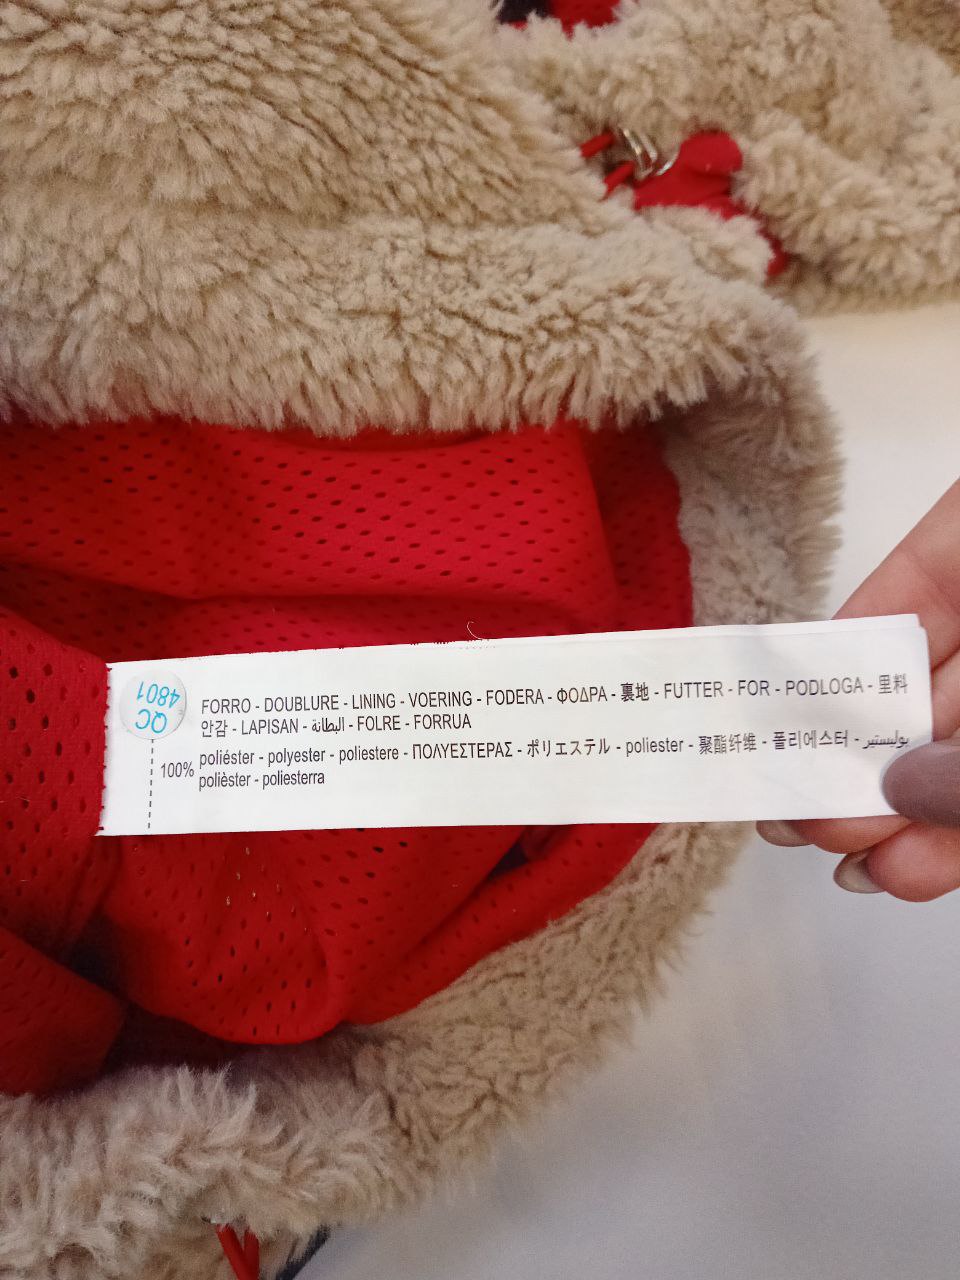 QC
4801
FORRO - DOUBLURE - LINING - VOERING - FODERA - ΦΟΔΡΑ - 裏地 - FUTTER - FOR - PODLOGA - 里料
안감 - LAPISAN - البطانة - FOLRE - FORRUA
100% poliéster - polyester - poliestere - ΠΟΛΥΕΣΤΕΡΑΣ - ポリエステル - poliester - 聚酯纤维 - 폴리에스터 - بوليستير
polièster - poliesterra